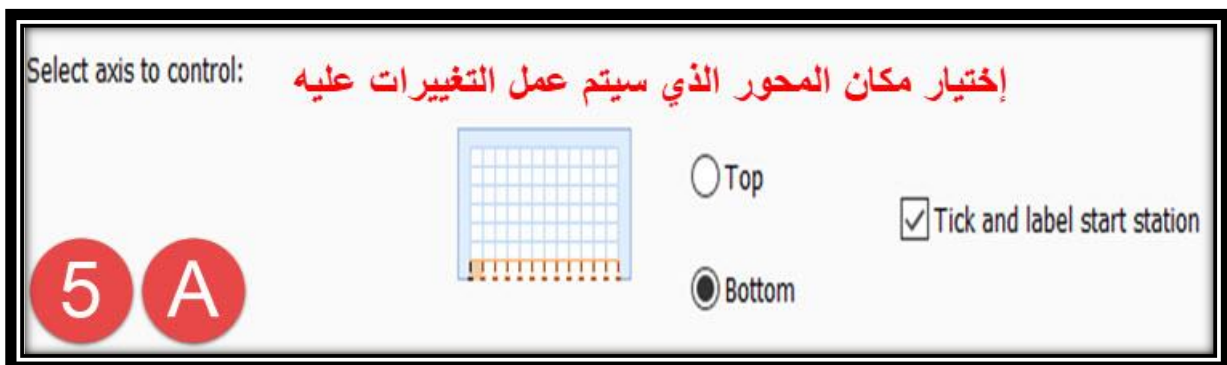 Select axis to control:
إختيار مكان المحور الذي سيتم عمل التغييرات عليه
Top
Tick and label start station
Bottom
5 A